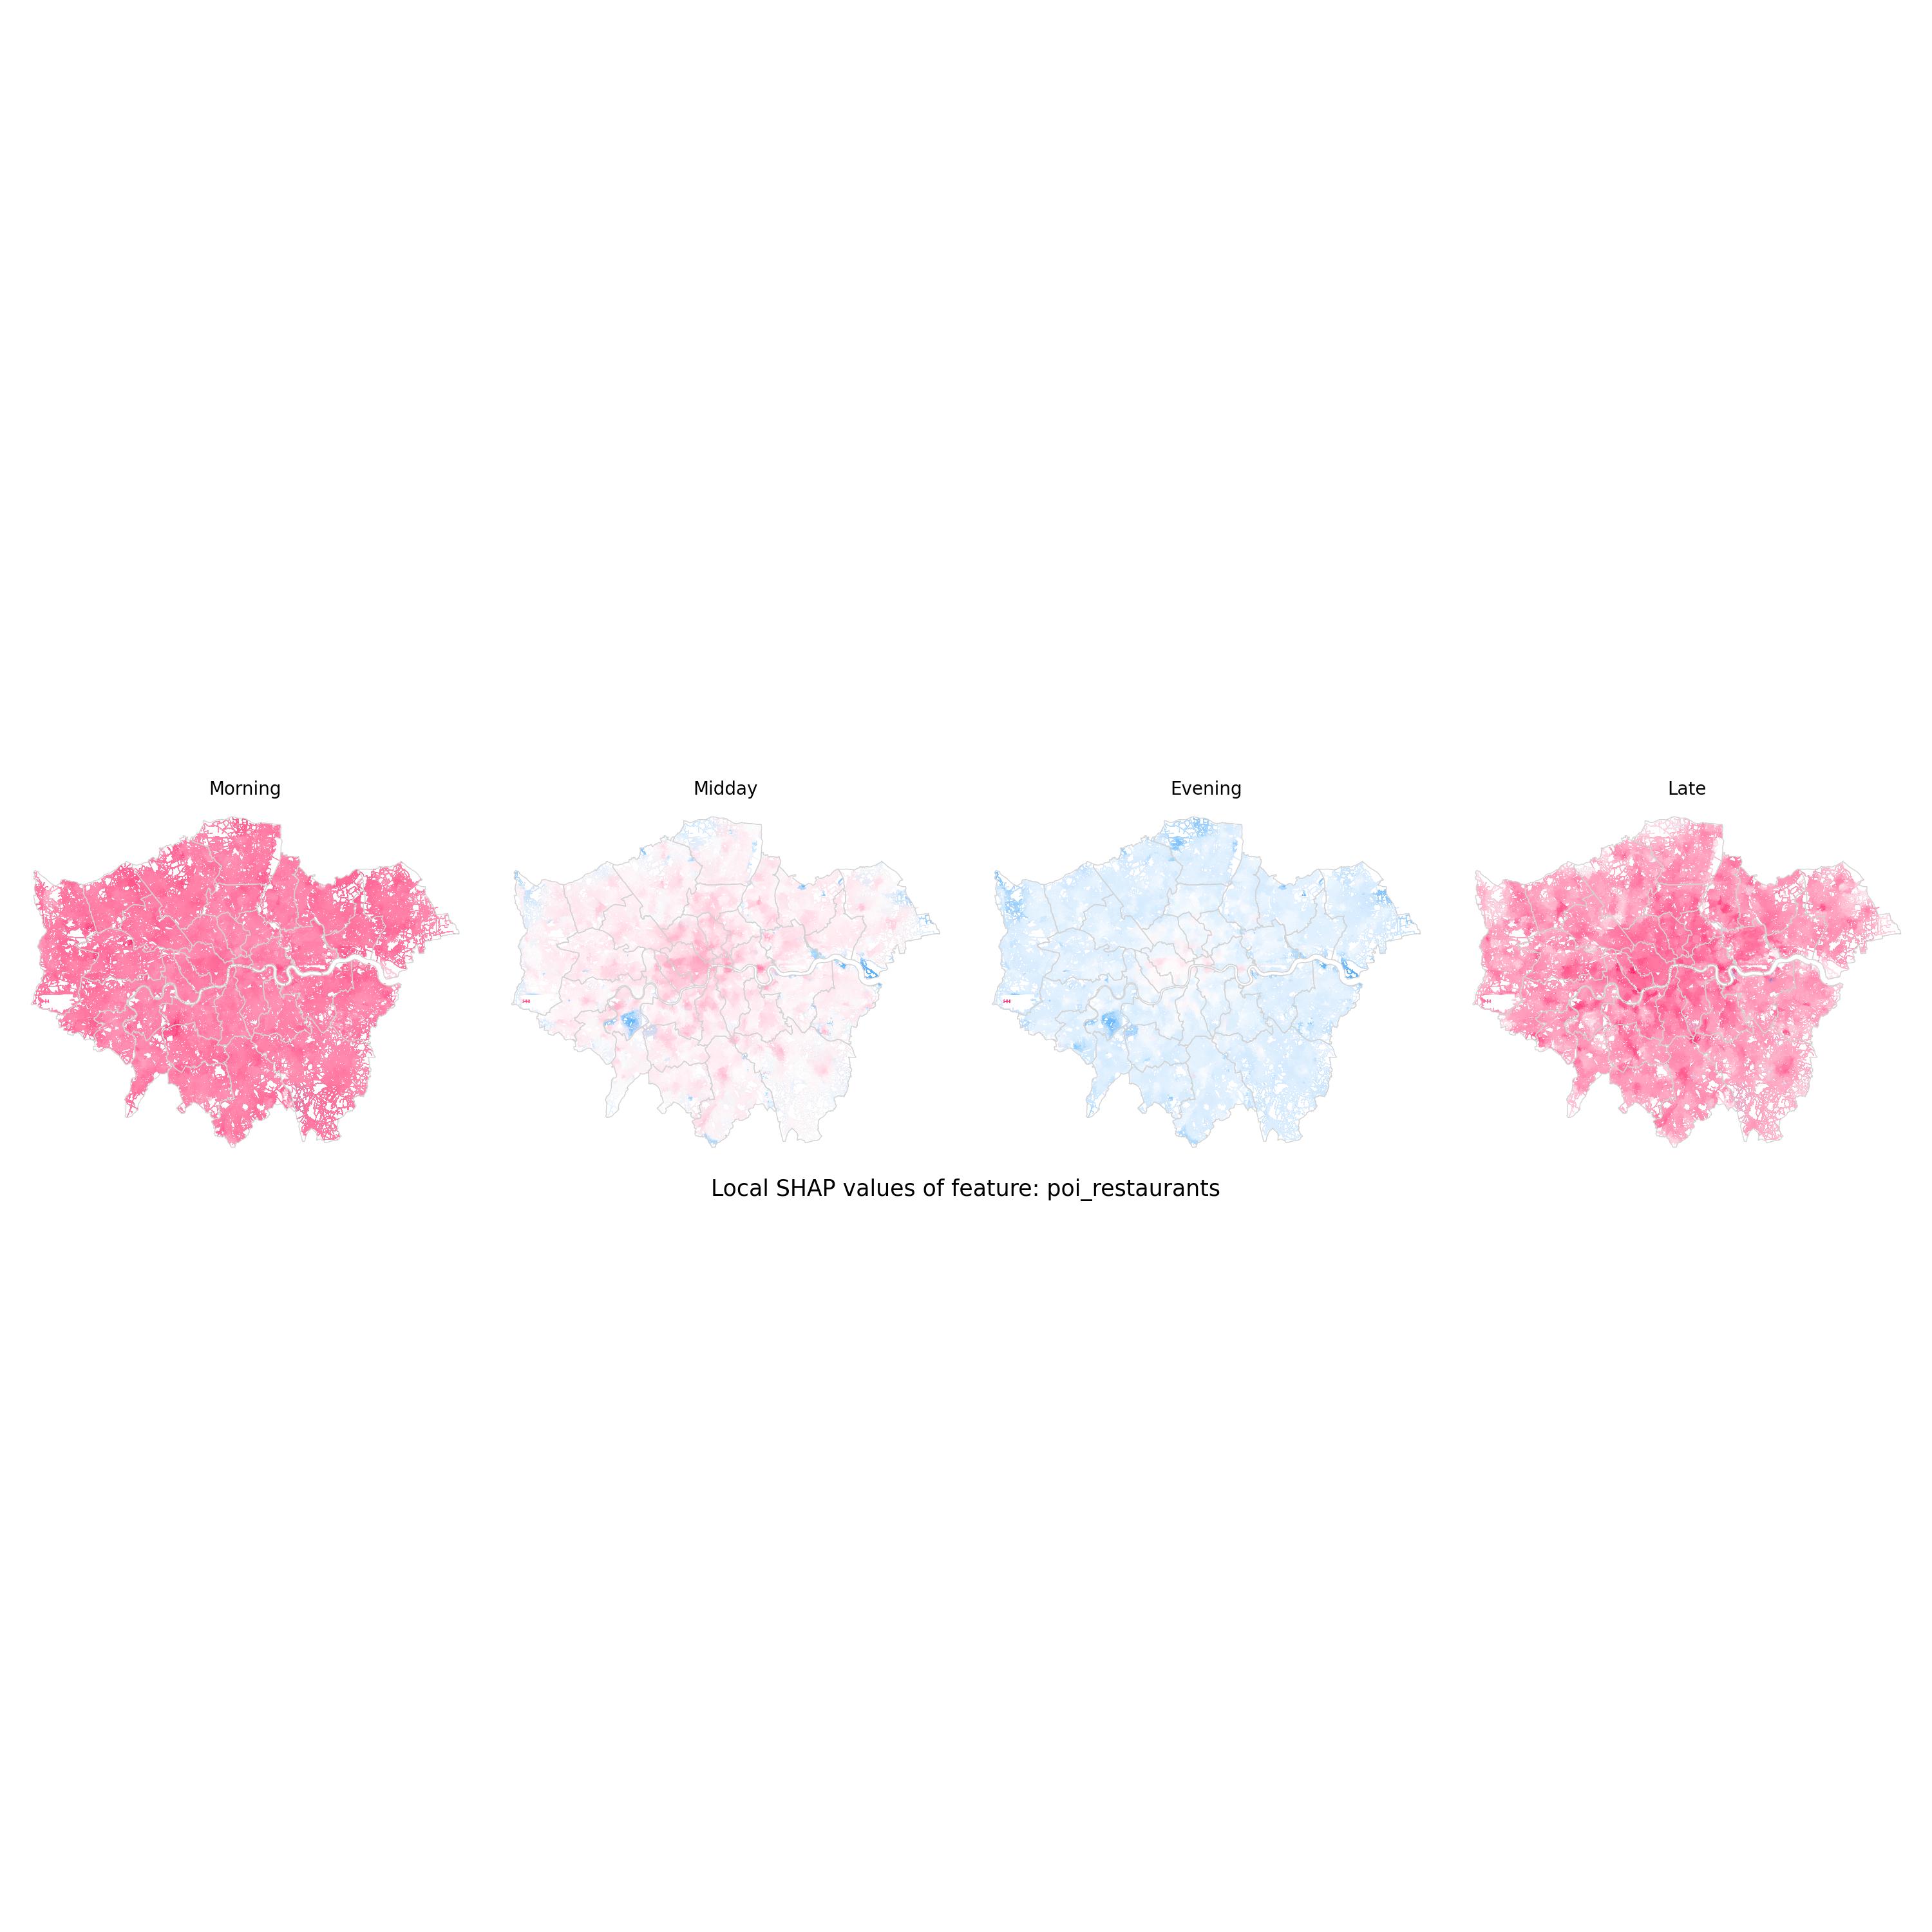 Morning
Midday
Evening
Late
Local SHAP values of feature: poi_restaurants